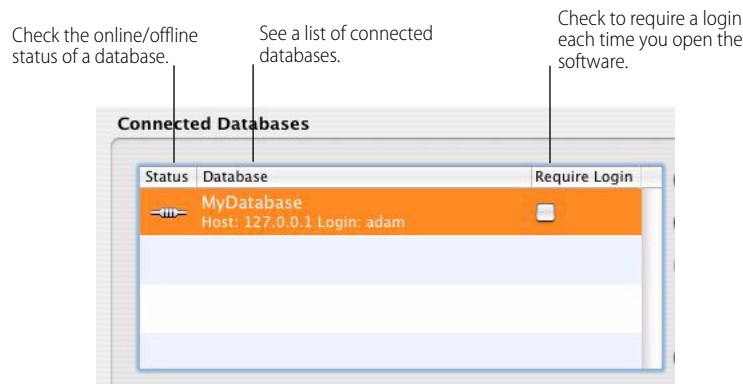 Check the online/offline
status of a database.
See a list of connected
databases.
Check to require a login
each time you open the
software.
Connected Databases
Status Database Require Login
MyDatabase
Host: 127.0.0.1 Login: adam